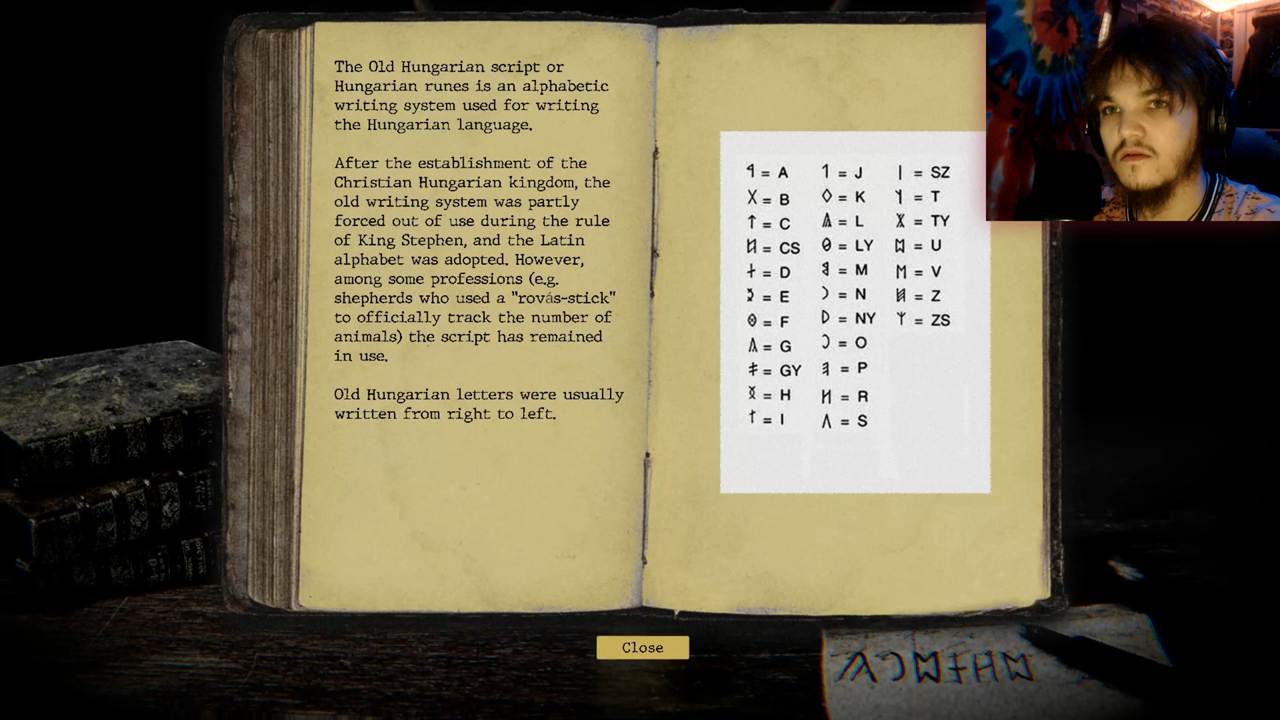 The Old Hungarian script or
Hungarian runes is an alphabetic
writing system used for writing
the Hungarian language.
After the establishment of the
Christian Hungarian kingdom, the
old writing system was partly
forced out of use during the rule
of King Stephen, and the Latin
alphabet was adopted. However,
among some professions (e.g.
shepherds who used a "rovás-stick"
to officially track the number of
animals) the script has remained
in use.
Old Hungarian letters were usually
written from right to left.
𐲀 = A
𐲂 = B
𐲄 = C
𐲆 = CS
𐲇 = D
𐲉 = E
𐲌 = F
𐲍 = G
𐲎 = GY
𐲏 = H
𐲐 = I
𐲒 = J
𐲓 = K
𐲖 = L
𐲗 = LY
𐲘 = M
𐲙 = N
𐲚 = NY
𐲛 = O
𐲠 = P
𐲢 = R
𐲤 = S
𐲥 = SZ
𐲦 = T
𐲨 = TY
𐲪 = U
𐲮 = V
𐲯 = Z
𐲰 = ZS
Close